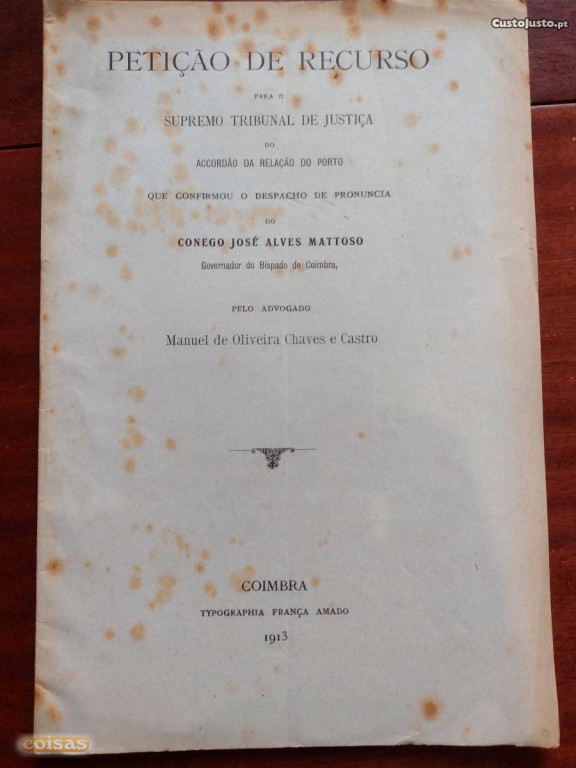 CustoJusto.pt
PETIÇÃO DE RECURSO
PARA O
SUPREMO TRIBUNAL DE JUSTIÇA
DO
ACCORDÃO DA RELAÇÃO DO PORTO
QUE CONFIRMOU O DESPACHO DE PRONUNCIA
DO
CONEGO JOSÉ ALVES MATTOSO
Governador do Bispado de Coimbra,
PELO ADVOGADO
Manuel de Oliveira Chaves e Castro
COIMBRA
TYPOGRAPHIA FRANÇA AMADO
1913
coisas